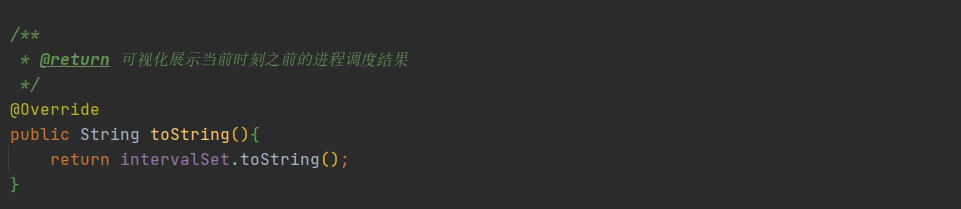 /**
 * @return 可视化展示当前时刻之前的进程调度结果
 */
@Override
public String toString(){
    return intervalSet.toString();
}